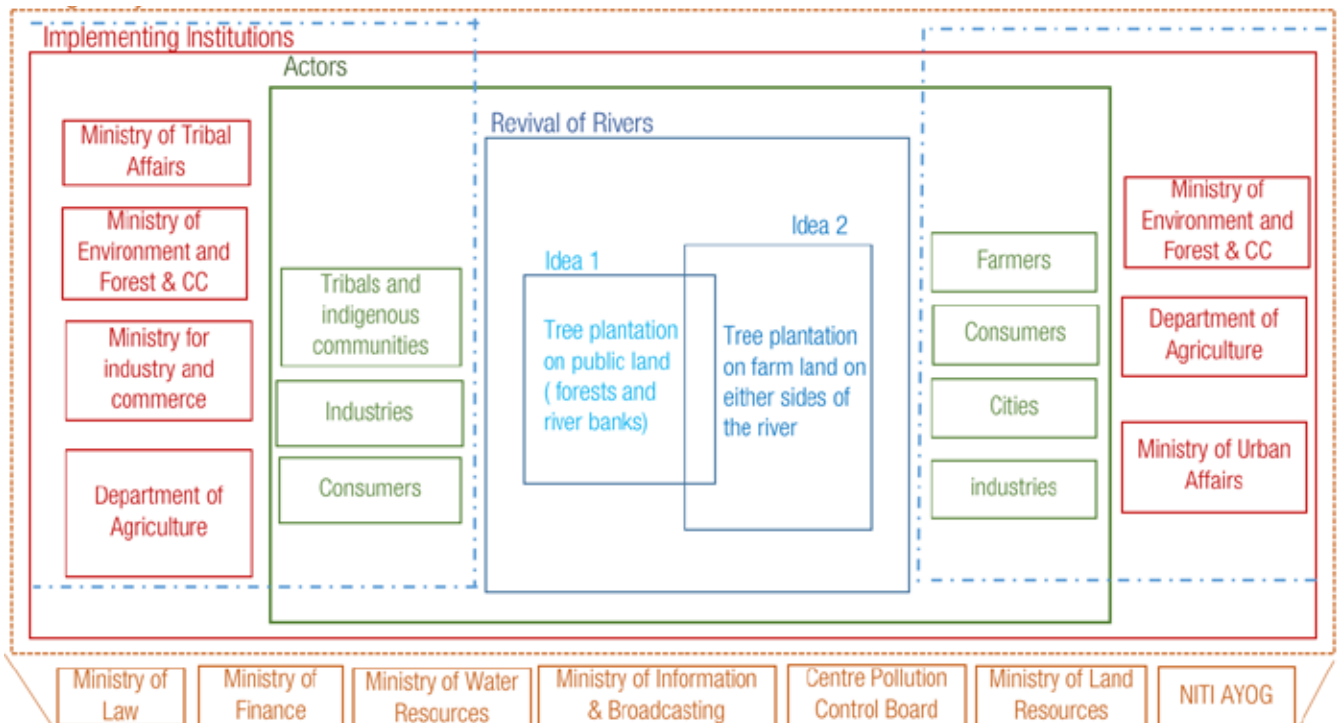 Implementing Institutions
Actors
Revival of Rivers
Ministry of Tribal
Affairs
Ministry of
Environment and
Forest & CC
Ministry for
industry and
commerce
Department of
Agriculture
Tribals and
indigenous
communities
Industries
Consumers
Idea 1
Tree plantation
on public land
( forests and
river banks)
Idea 2
Tree plantation
on farm land on
either sides of
the river
Farmers
Consumers
Cities
industries
Ministry of
Environment and
Forest & CC
Department of
Agriculture
Ministry of Urban
Affairs
Ministry of
Law
Ministry of
Finance
Ministry of Water
Resources
Ministry of Information
& Broadcasting
Centre Pollution
Control Board
Ministry of Land
Resources
NITI AYOG